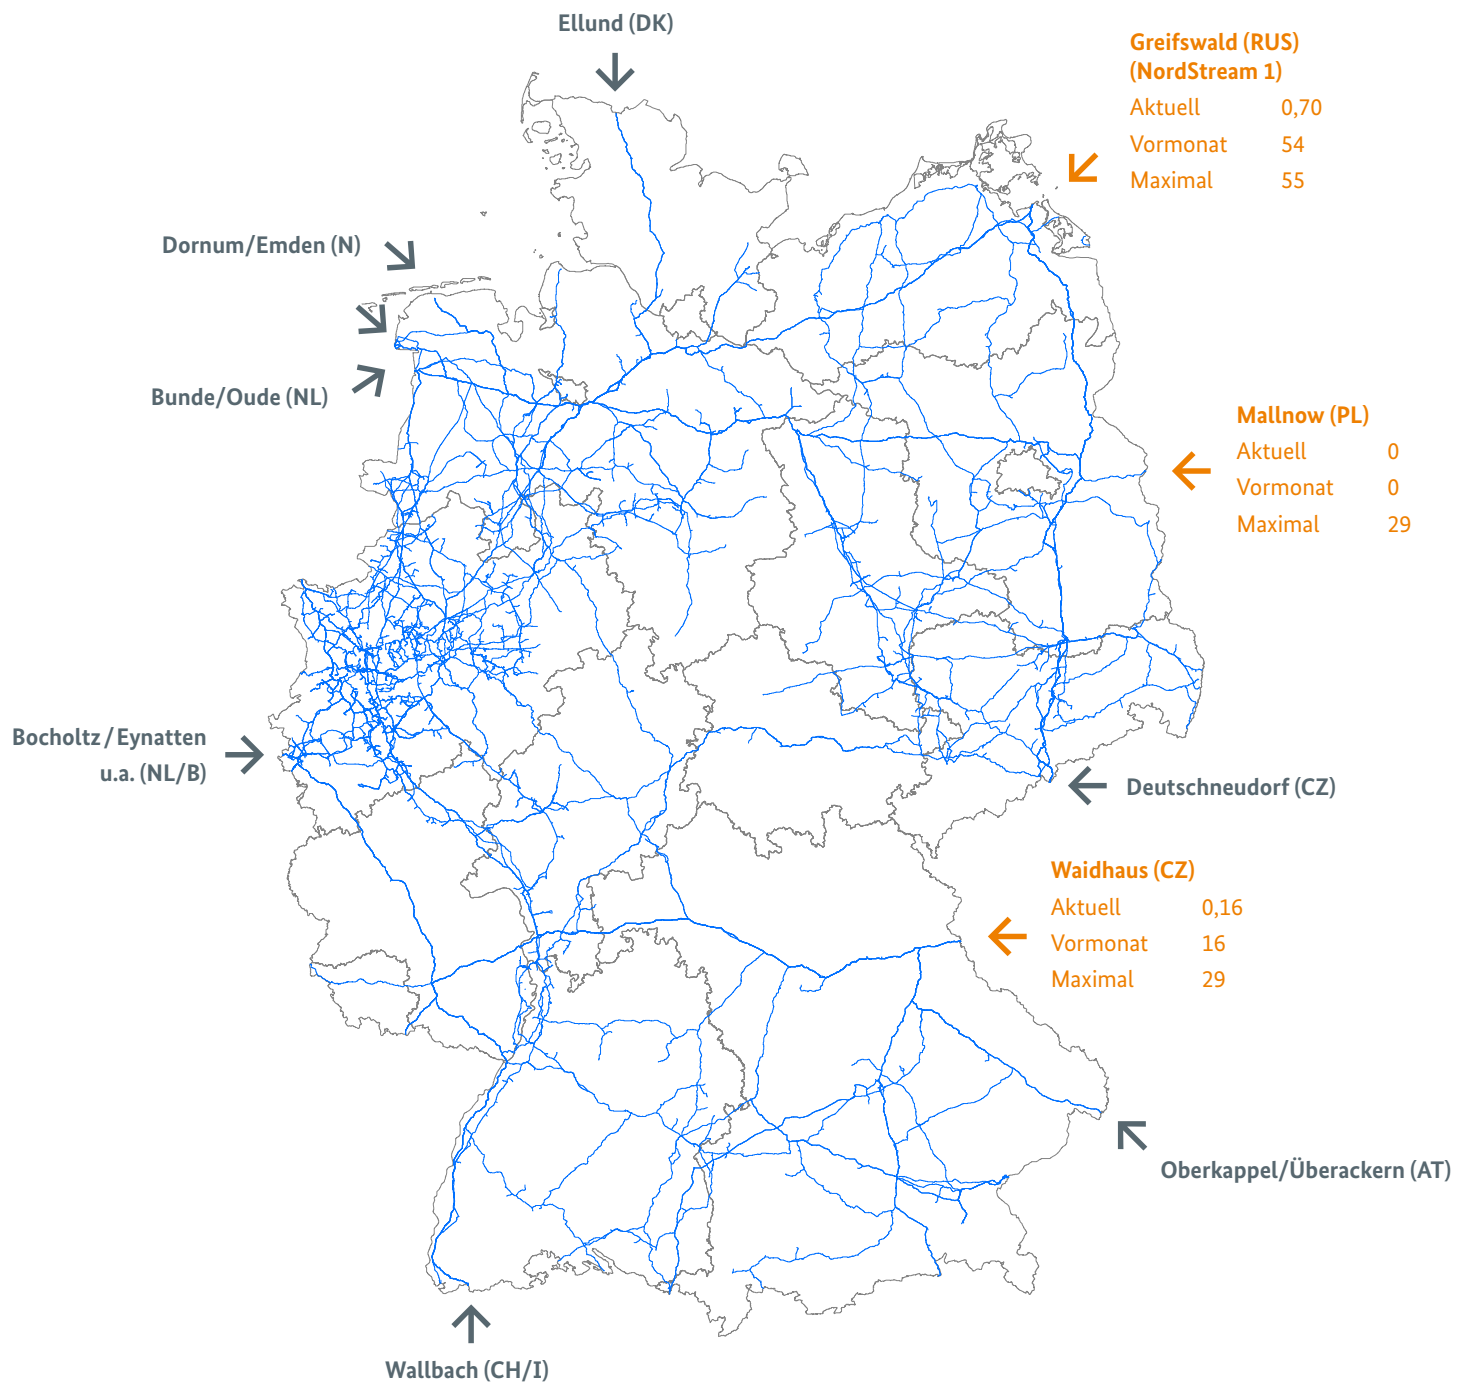 Ellund (DK)
Greifswald (RUS)
(NordStream 1)
Aktuell 0,70
Vormonat 54
Maximal 55
Dornum/Emden (N)
Bunde/Oude (NL)
Mallnow (PL)
Aktuell 0
Vormonat 0
Maximal 29
Bocholtz / Eynatten
u.a. (NL/B)
Deutschneudorf (CZ)
Waidhaus (CZ)
Aktuell 0,16
Vormonat 16
Maximal 29
Oberkappel/Überackern (AT)
Wallbach (CH/I)